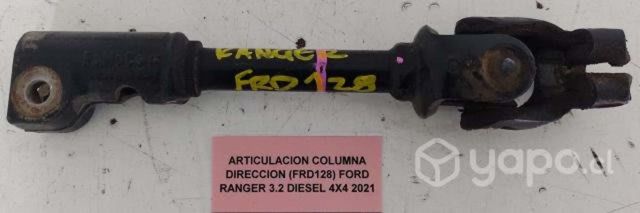 RANGER
FRD128
ARTICULACION COLUMNA
DIRECCION (FRD128) FORD
RANGER 3.2 DIESEL 4X4 2021
yapo.cl